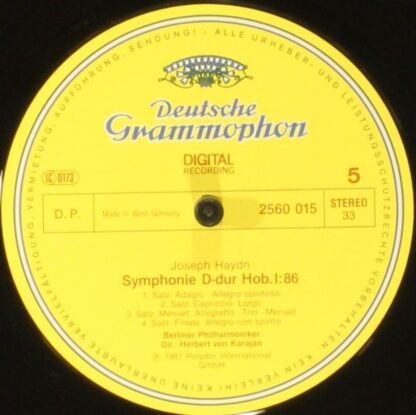 VERMIETUNG, AUFFÜHRUNG, SENDUNG! - ALLE URHEBER- UND LEISTUNGSSCHUTZRECHTE VORBEHALTEN · KEIN VERLEIH! KEINE UNERLAUBTE VERVIELFÄLTIGUNG,
Deutsche
Grammophon
DIGITAL
RECORDING
LC 0173
5
D.P.
Made in West Germany
2560 015
STEREO
33
Joseph Haydn
Symphonie D-dur Hob.I:86
1. Satz: Adagio - Allegro spiritoso
2. Satz: Capriccio. Largo
3. Satz: Menuet. Allegretto - Trio - Menuet
4. Satz: Finale. Allegro con spirito
Berliner Philharmoniker
Dir.: Herbert von Karajan
℗ 1981 Polydor International
GmbH